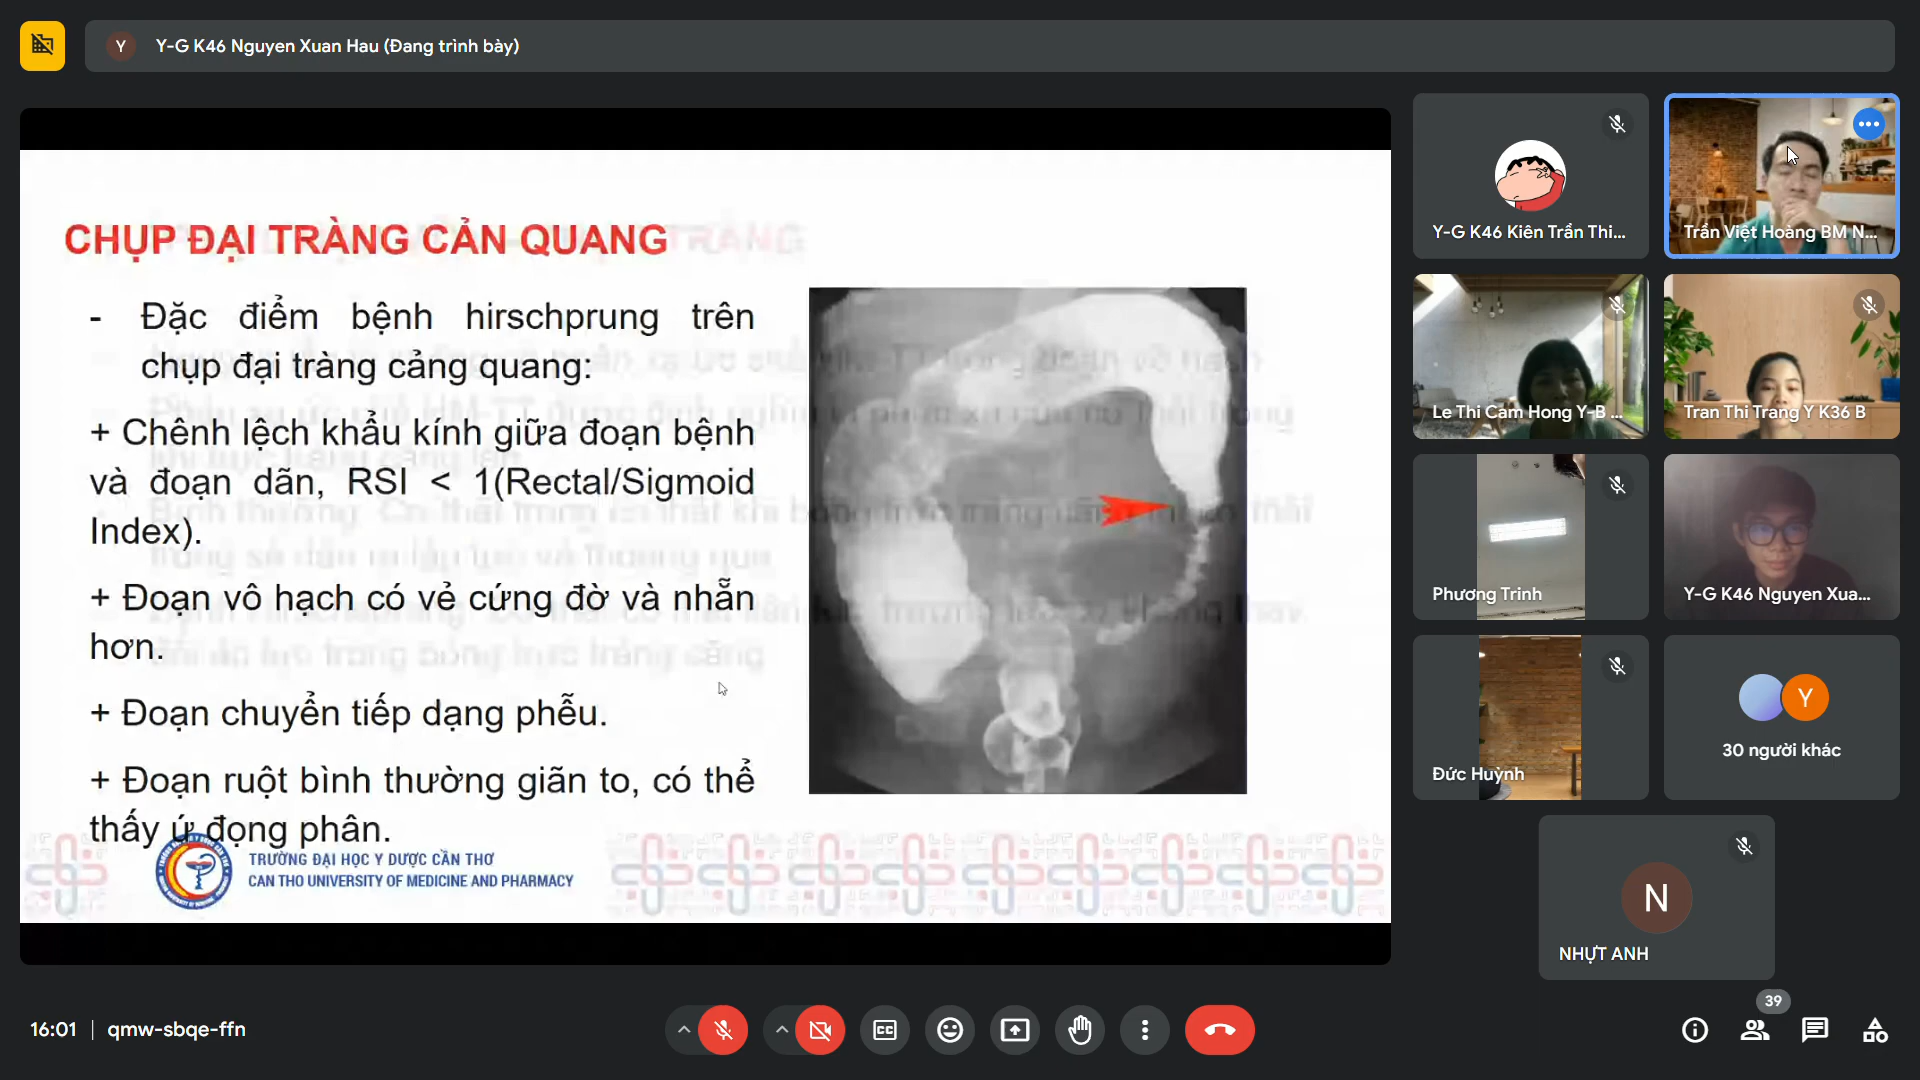 Y
Y-G K46 Nguyen Xuan Hau (Đang trình bày)
CHỤP ĐẠI TRÀNG CẢN QUANG
- Đặc điểm bệnh hirschprung trên
chụp đại tràng cảng quang:
+ Chênh lệch khẩu kính giữa đoạn bệnh
và đoạn dãn, RSI < 1(Rectal/Sigmoid
Index).
+ Đoạn vô hạch có vẻ cứng đờ và nhẵn
hơn.
+ Đoạn chuyển tiếp dạng phễu.
+ Đoạn ruột bình thường giãn to, có thể
thấy ứ đọng phân.
TRƯỜNG ĐẠI HỌC Y DƯỢC CẦN THƠ
CAN THO UNIVERSITY OF MEDICINE AND PHARMACY
Y-G K46 Kiên Trần Thi...
Trần Việt Hoàng BM N...
Le Thi Cam Hong Y-B ...
Tran Thi Trang Y K36 B
Phương Trinh
Y-G K46 Nguyen Xua...
Đức Huỳnh
Y
30 người khác
N
NHỰT ANH
16:01 | qmw-sbqe-ffn
CC
39